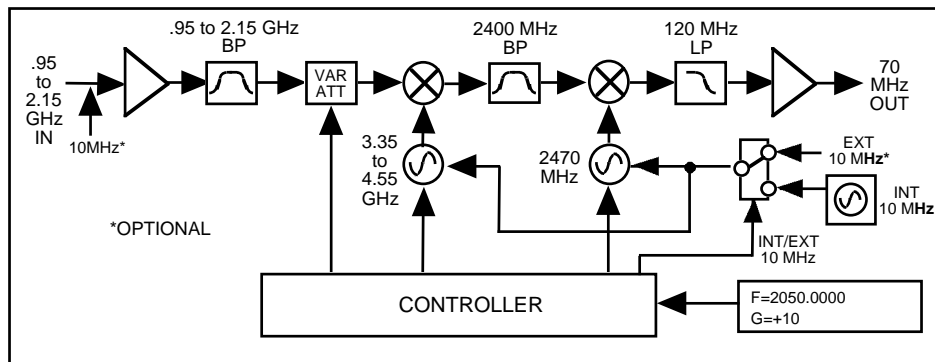 .95 to 2.15 GHz
BP
2400 MHz
BP
120 MHz
LP
.95
to
2.15
GHz
IN
10MHz*
VAR
ATT
70
MHz
OUT
3.35
to
4.55
GHz
2470
MHz
EXT
10 MHz*
INT
10 MHz
*OPTIONAL
INT/EXT
10 MHz
CONTROLLER
F=2050.0000
G=+10